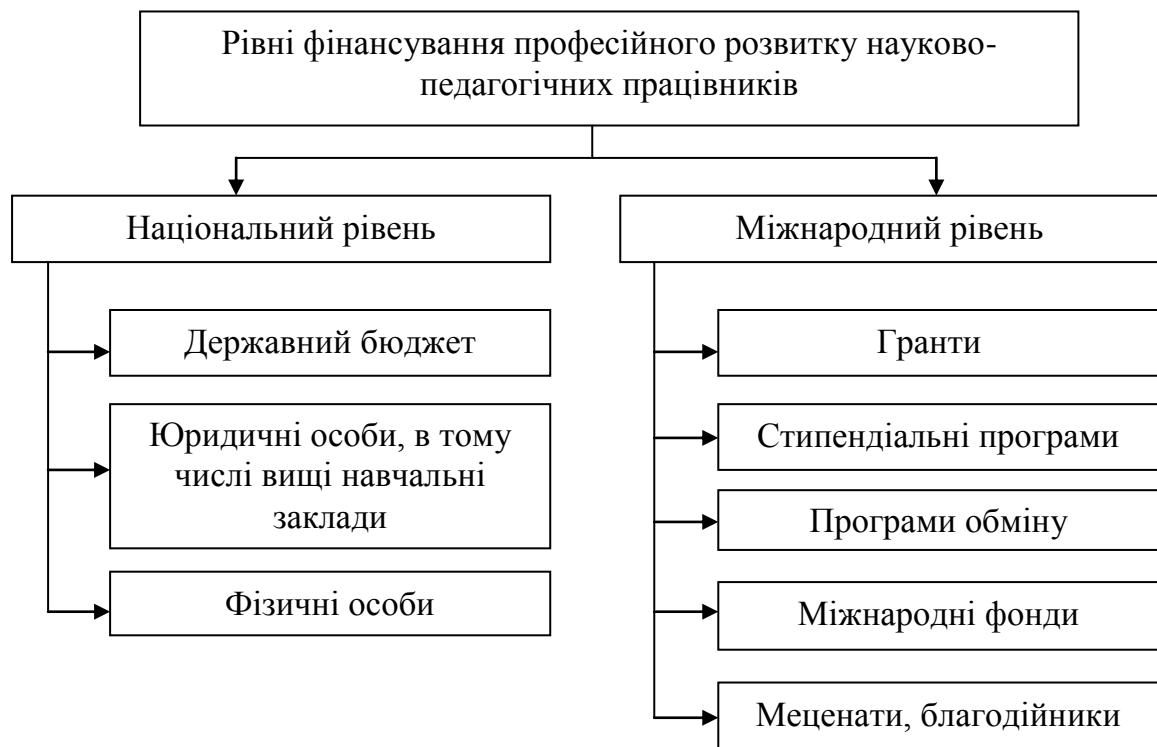 Рівні фінансування професійного розвитку науково-
педагогічних працівників
Національний рівень
Державний бюджет
Юридичні особи, в тому
числі вищі навчальні
заклади
Фізичні особи
Міжнародний рівень
Гранти
Стипендіальні програми
Програми обміну
Міжнародні фонди
Меценати, благодійники